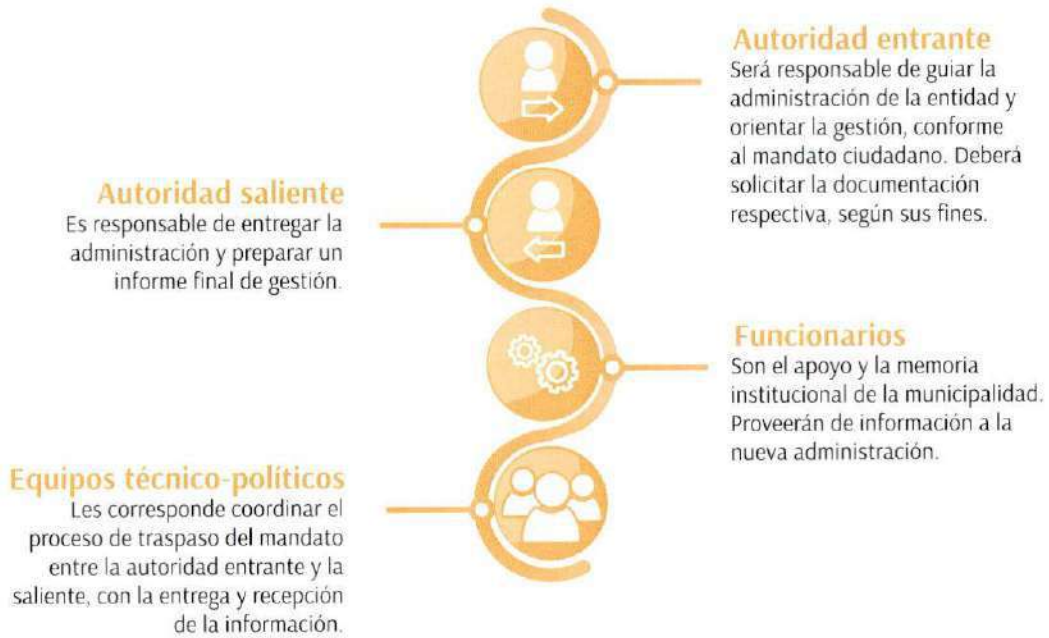 Autoridad entrante
Será responsable de guiar la
administración de la entidad y
orientar la gestión, conforme
al mandato ciudadano. Deberá
solicitar la documentación
respectiva, según sus fines.
Autoridad saliente
Es responsable de entregar la
administración y preparar un
informe final de gestión.
Funcionarios
Son el apoyo y la memoria
institucional de la municipalidad.
Proveerán de información a la
nueva administración.
Equipos técnico-políticos
Les corresponde coordinar el
proceso de traspaso del mandato
entre la autoridad entrante y la
saliente, con la entrega y recepción
de la información.